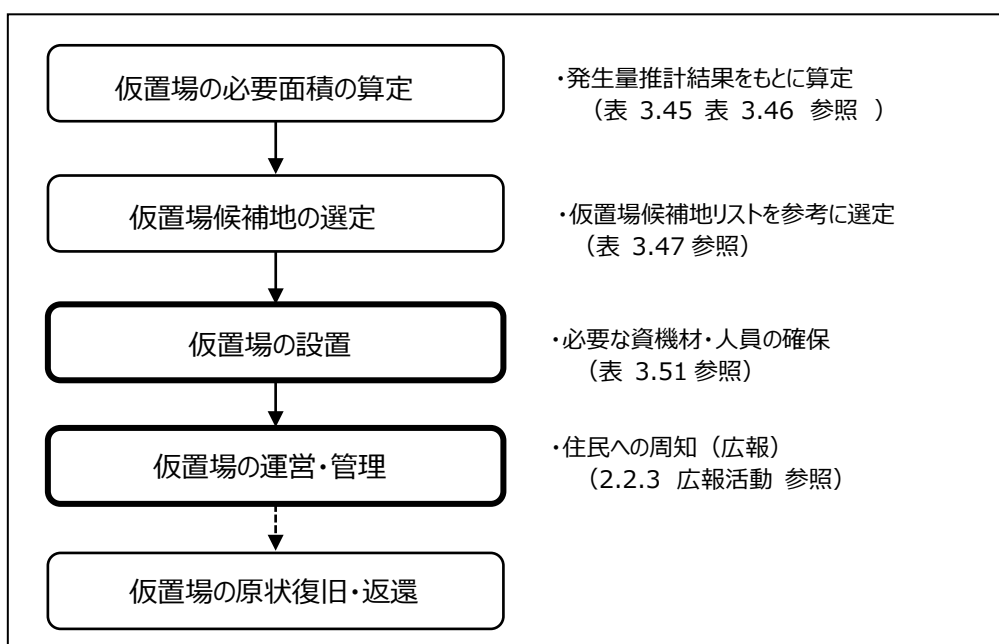 仮置場の必要面積の算定
・発生量推計結果をもとに算定
（表 3.45 表 3.46 参照 ）
仮置場候補地の選定
・仮置場候補地リストを参考に選定
（表 3.47 参照）
仮置場の設置
・必要な資機材・人員の確保
（表 3.51 参照）
仮置場の運営・管理
・住民への周知（広報）
（2.2.3 広報活動 参照）
仮置場の原状復旧・返還